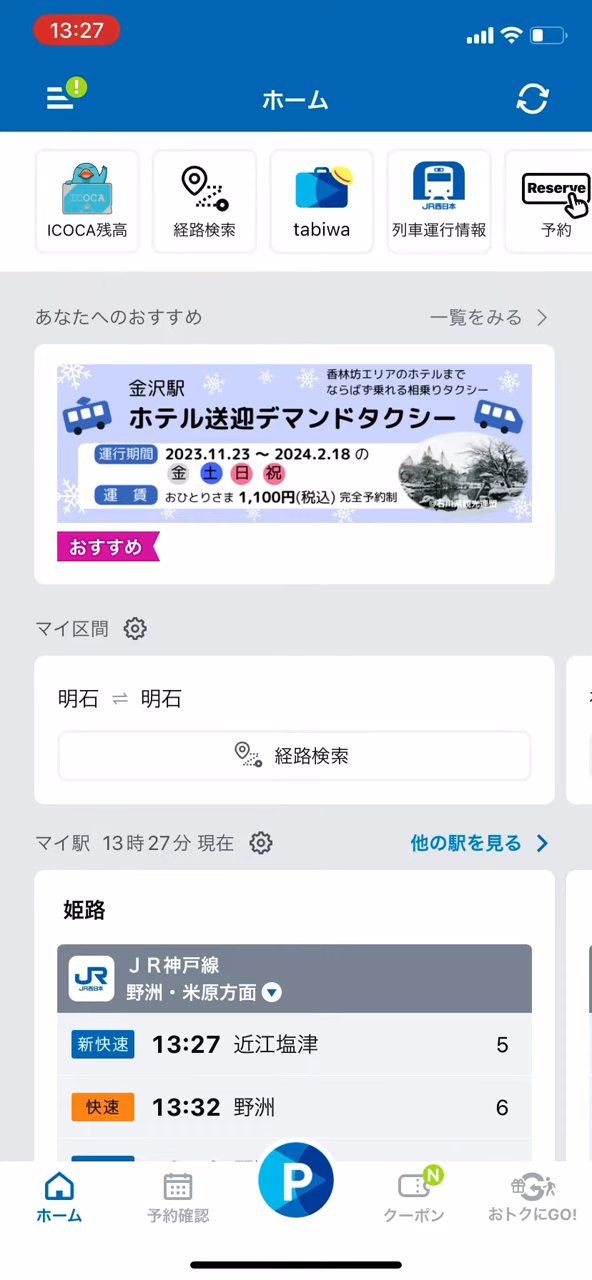 13:27
!
ホーム
ICOCA
ICOCA残高
経路検索
tabiwa
JR西日本
列車運行情報
Reserve
予約
あなたへのおすすめ
一覧をみる
金沢駅
香林坊エリアのホテルまで
ならばず乗れる相乗りタクシー
ホテル送迎デマンドタクシー
運行期間 2023.11.23 ～ 2024.2.18 の
金 土 日 祝
運賃 おひとりさま 1,100円(税込) 完全予約制
©石川県観光連盟
おすすめ
マイ区間
明石 ⇌ 明石
経路検索
マイ駅 13時27分 現在
他の駅を見る
姫路
JR
JR西日本
ＪＲ神戸線
野洲・米原方面
新快速 13:27 近江塩津 5
快速 13:32 野洲 6
P
N
ホーム
予約確認
クーポン
おトクにGO!